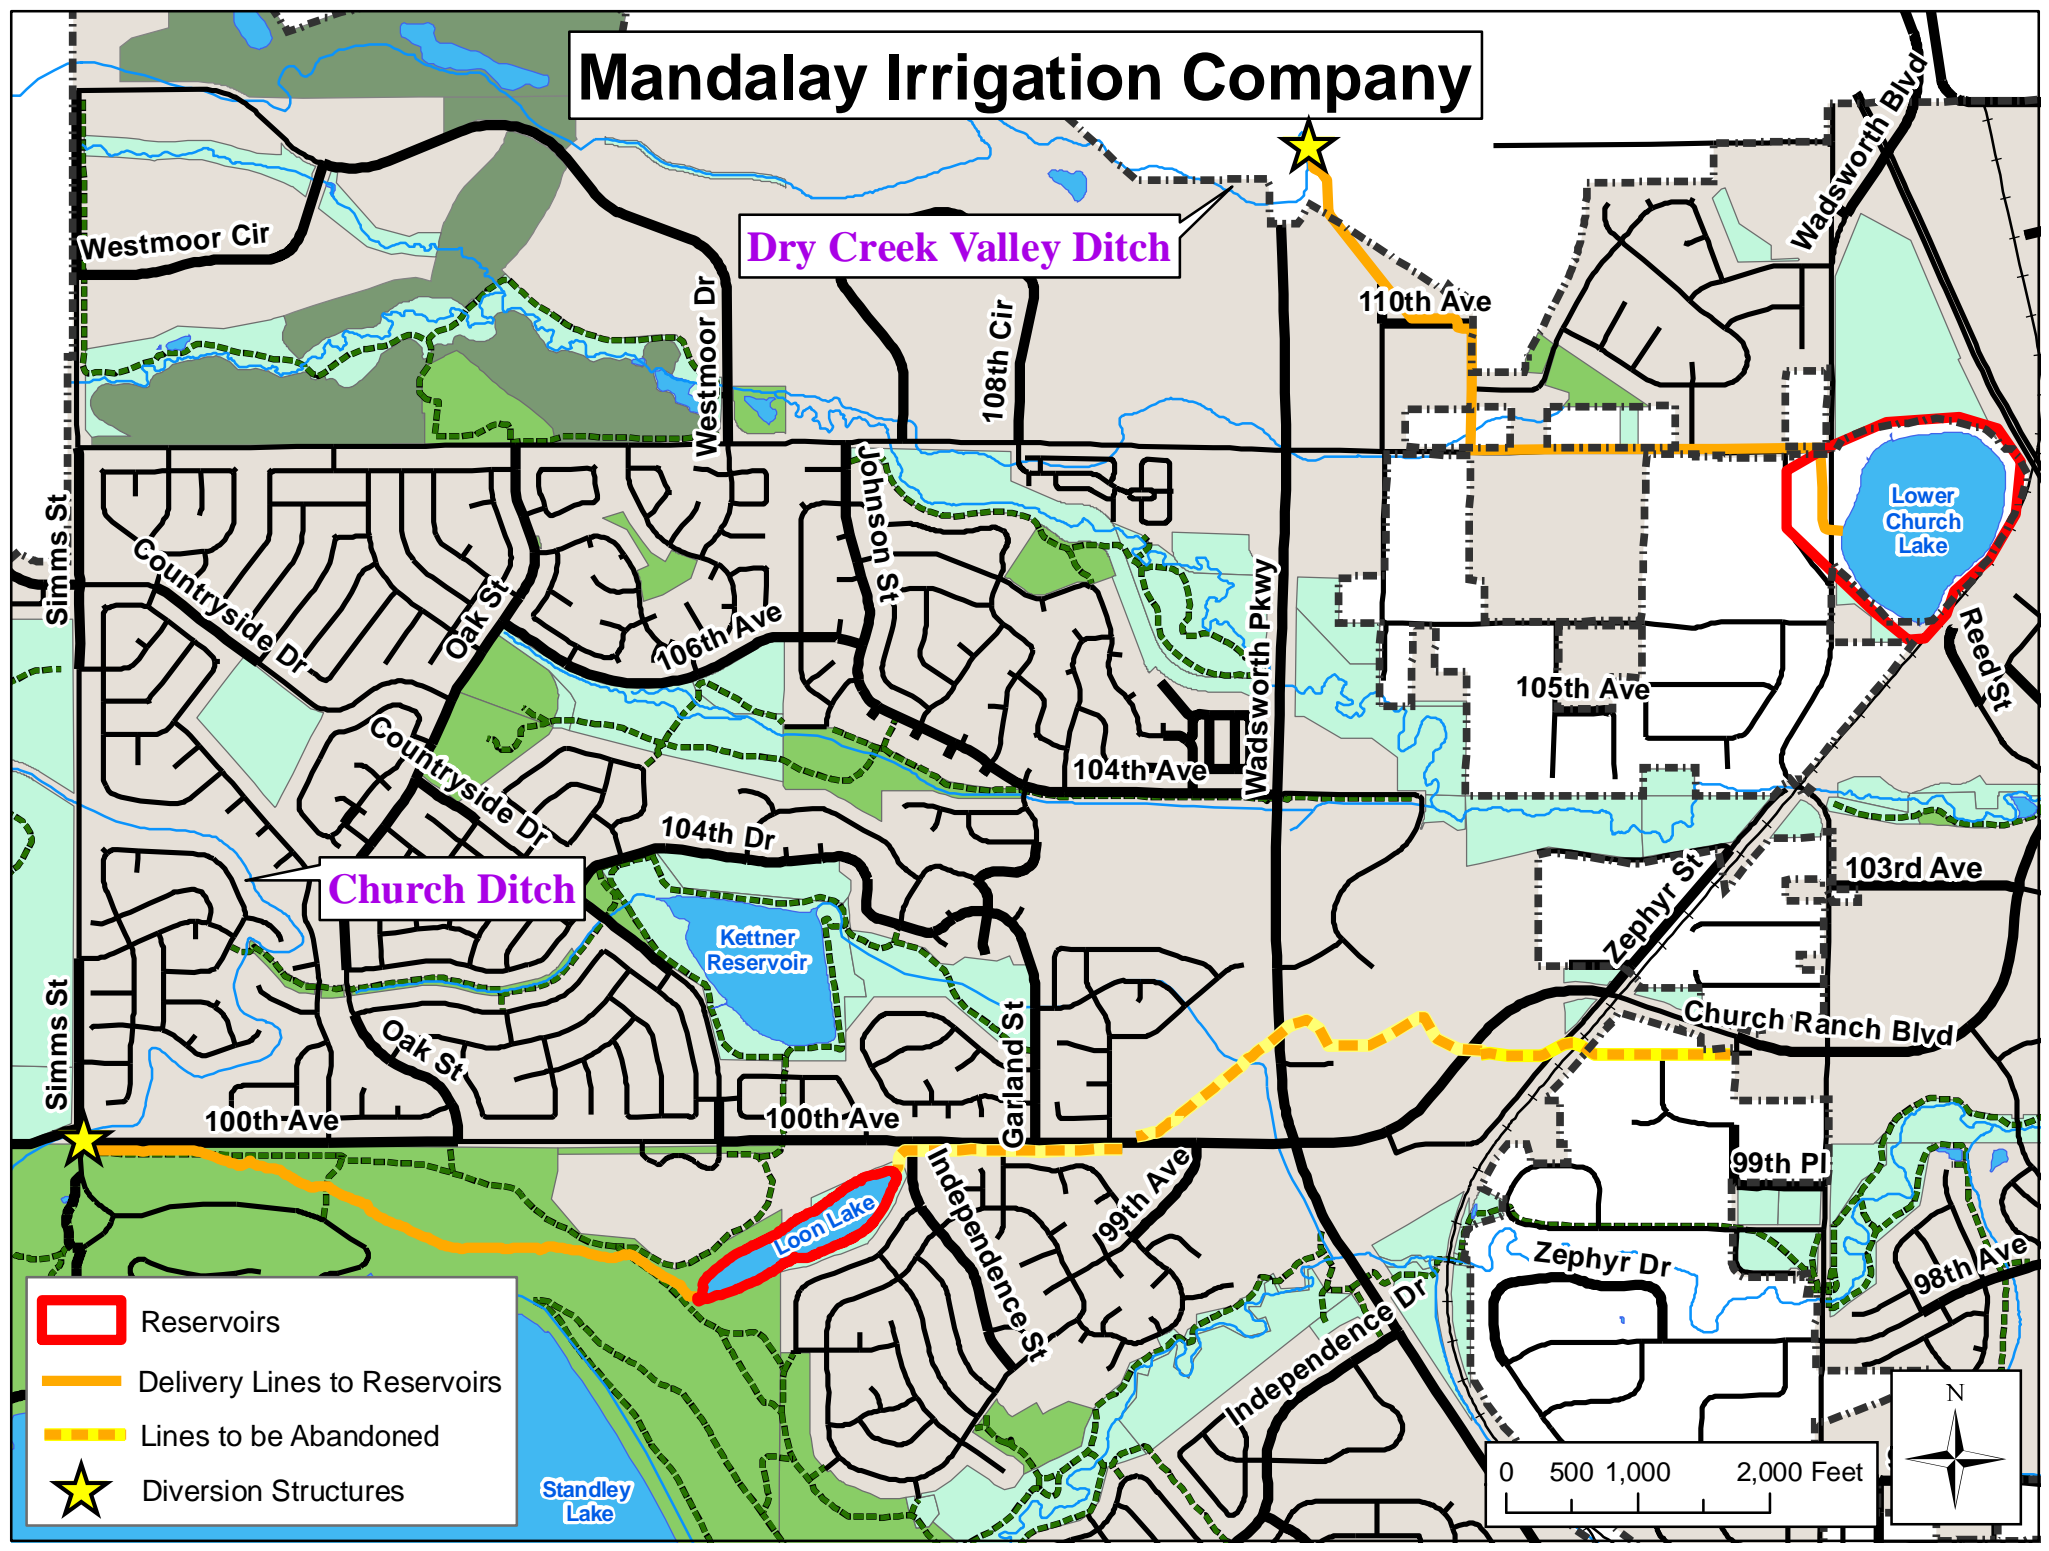 Mandalay Irrigation Company
Wadsworth Blvd
Westmoor Cir
Dry Creek Valley Ditch
Westmoor Dr
108th Cir
110th Ave
Simms St
Johnson St
Lower
Church
Lake
Countryside Dr
Oak St
106th Ave
Wadsworth Pkwy
Reed St
105th Ave
Countryside Dr
104th Ave
104th Dr
Church Ditch
Zephyr St
103rd Ave
Kettner
Reservoir
Simms St
Oak St
Garland St
Church Ranch Blvd
100th Ave
100th Ave
Independence St
99th Ave
99th Pl
Loon Lake
Zephyr Dr
98th Ave
Independence Dr
Reservoirs
Delivery Lines to Reservoirs
Lines to be Abandoned
Diversion Structures
Standley
Lake
N
0 500 1,000 2,000 Feet